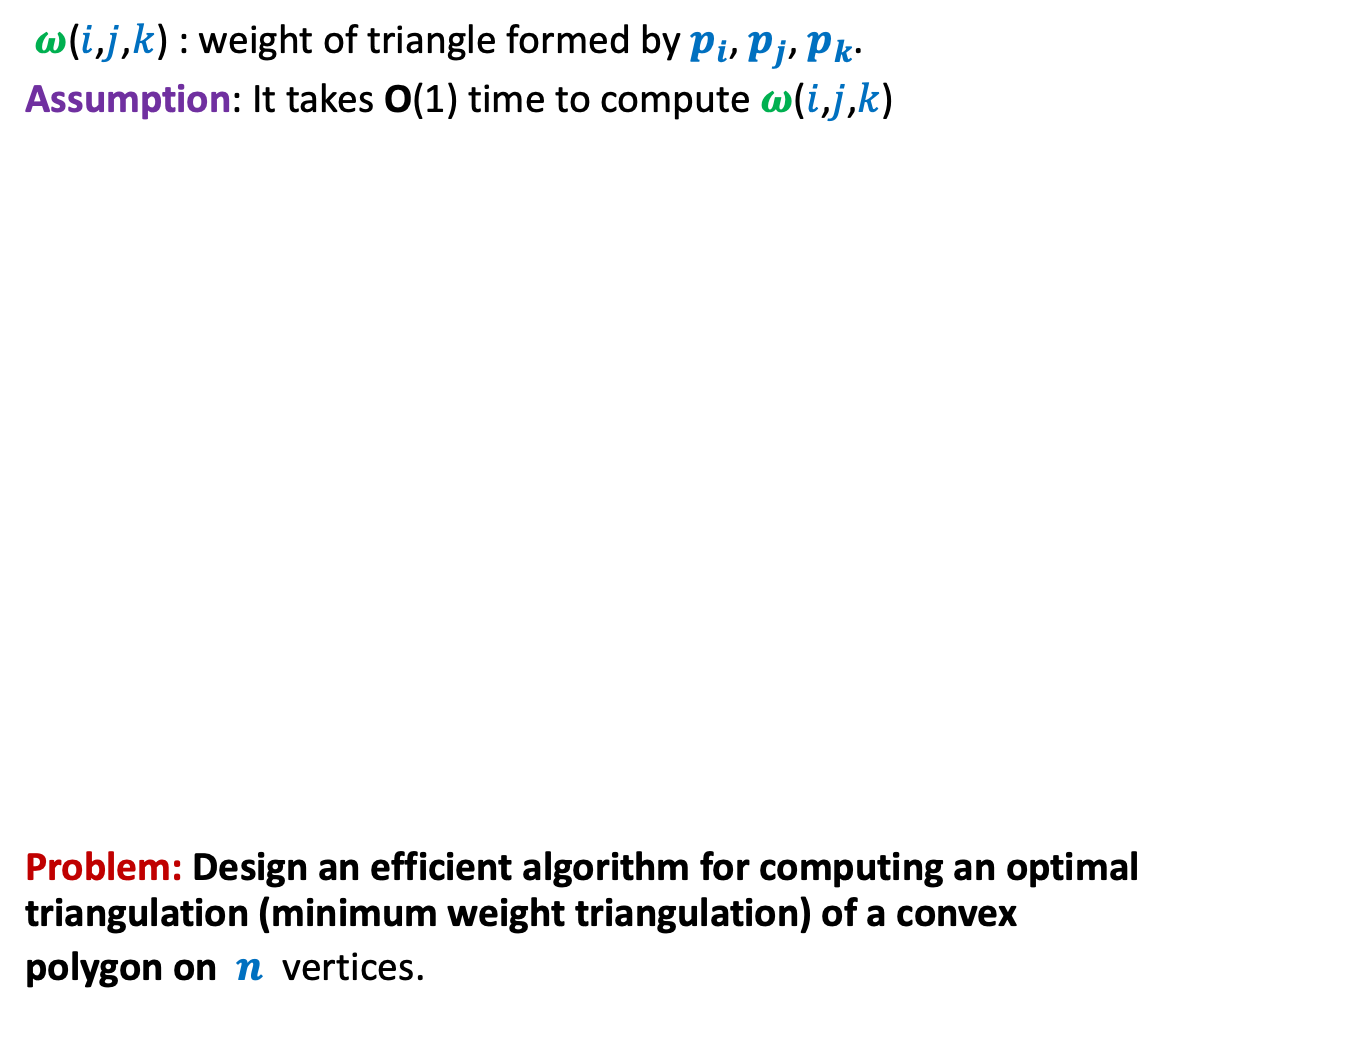 ω(i,j,k) : weight of triangle formed by pᵢ, pⱼ, pₖ.
Assumption: It takes O(1) time to compute ω(i,j,k)
Problem: Design an efficient algorithm for computing an optimal
triangulation (minimum weight triangulation) of a convex
polygon on n vertices.